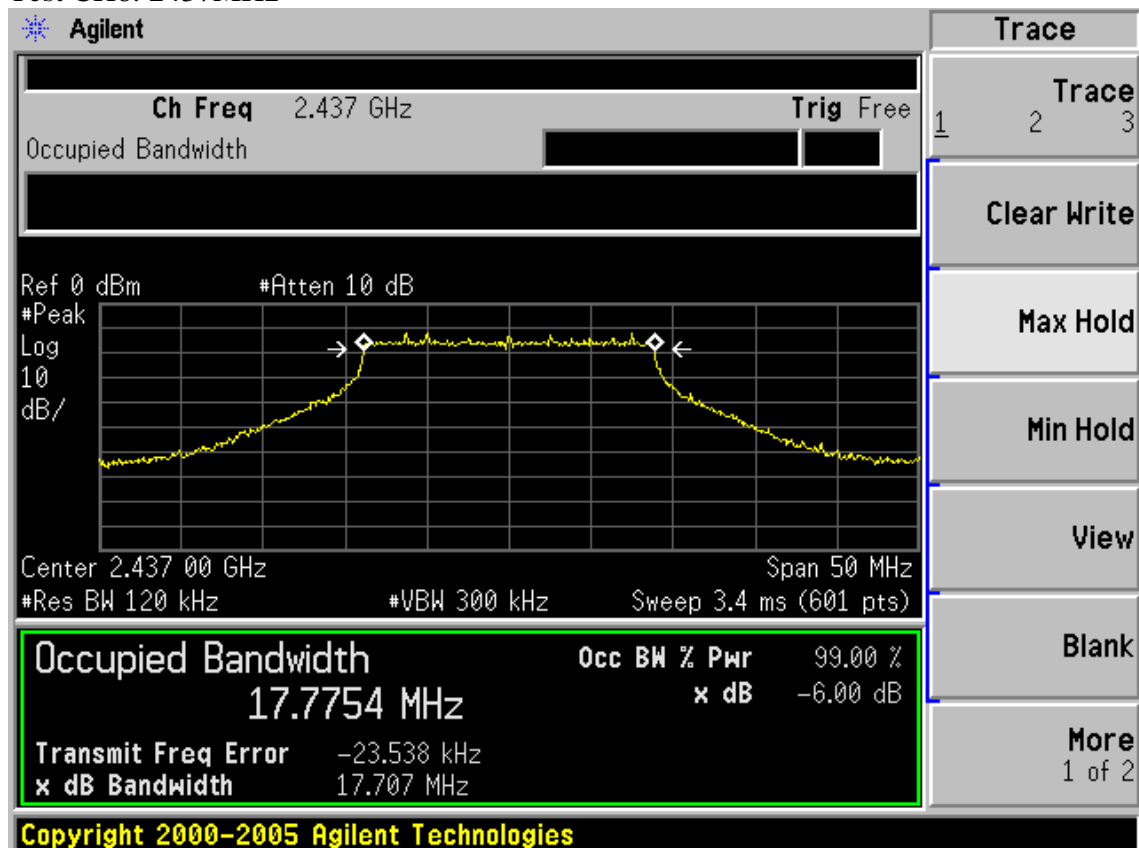 Agilent
Trace
Ch Freq 2.437 GHz Trig Free
Occupied Bandwidth
Trace
1 2 3
Clear Write
Max Hold
Min Hold
View
Blank
More
1 of 2
Ref 0 dBm #Atten 10 dB
#Peak
Log
10
dB/
Center 2.437 00 GHz Span 50 MHz
#Res BW 120 kHz #VBW 300 kHz Sweep 3.4 ms (601 pts)
Occupied Bandwidth Occ BW % Pwr 99.00 %
17.7754 MHz x dB -6.00 dB
Transmit Freq Error -23.538 kHz
x dB Bandwidth 17.707 MHz
Copyright 2000-2005 Agilent Technologies